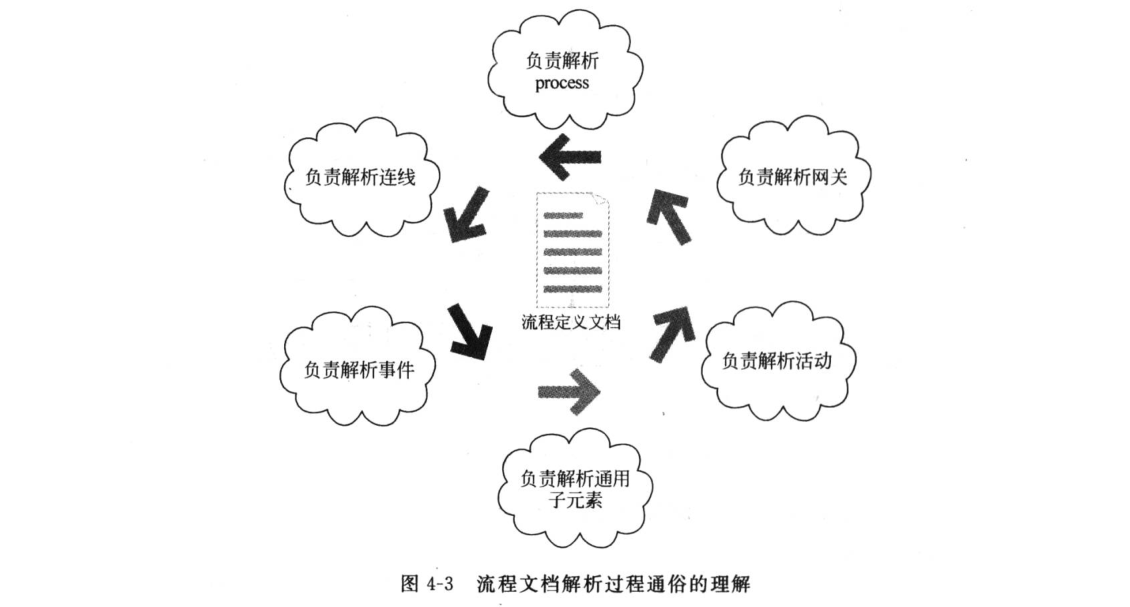 负责解析
process
负责解析连线
负责解析网关
流程定义文档
负责解析事件
负责解析活动
负责解析通用
子元素
图 4-3 流程文档解析过程通俗的理解